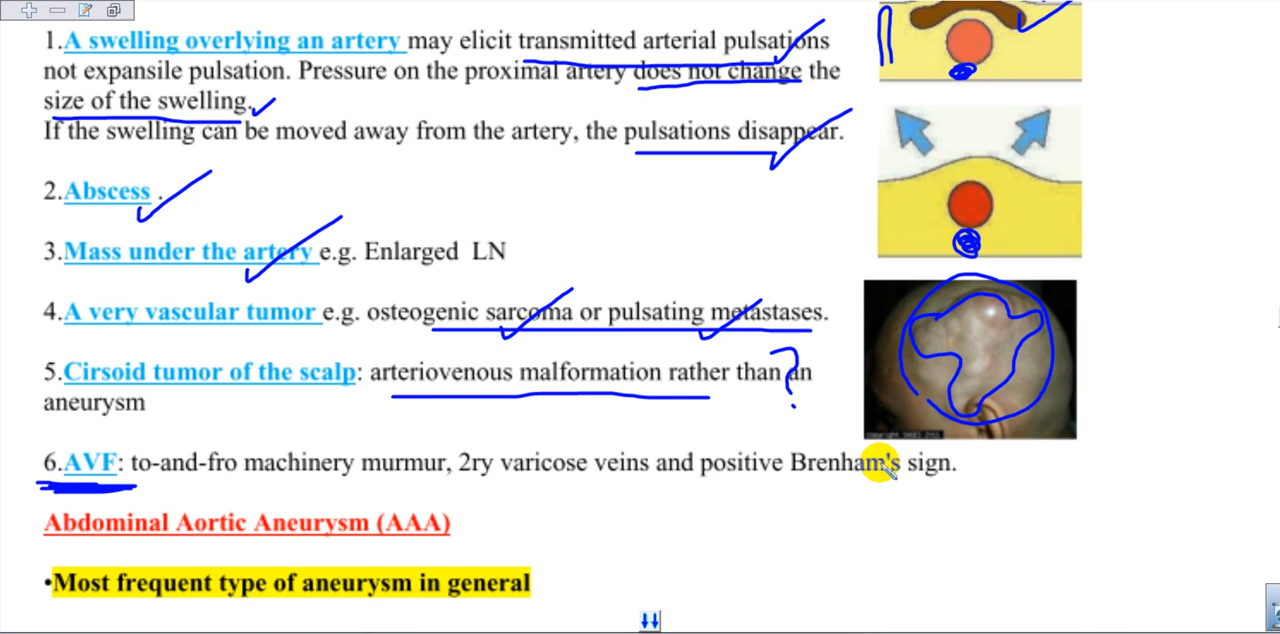 1.A swelling overlying an artery may elicit transmitted arterial pulsations
not expansile pulsation. Pressure on the proximal artery does not change the
size of the swelling.
If the swelling can be moved away from the artery, the pulsations disappear.
2.Abscess .
3.Mass under the artery e.g. Enlarged LN
4.A very vascular tumor e.g. osteogenic sarcoma or pulsating metastases.
5.Cirsoid tumor of the scalp: arteriovenous malformation rather than an
aneurysm
?
6.AVF: to-and-fro machinery murmur, 2ry varicose veins and positive Brenham's sign.
Abdominal Aortic Aneurysm (AAA)
•Most frequent type of aneurysm in general